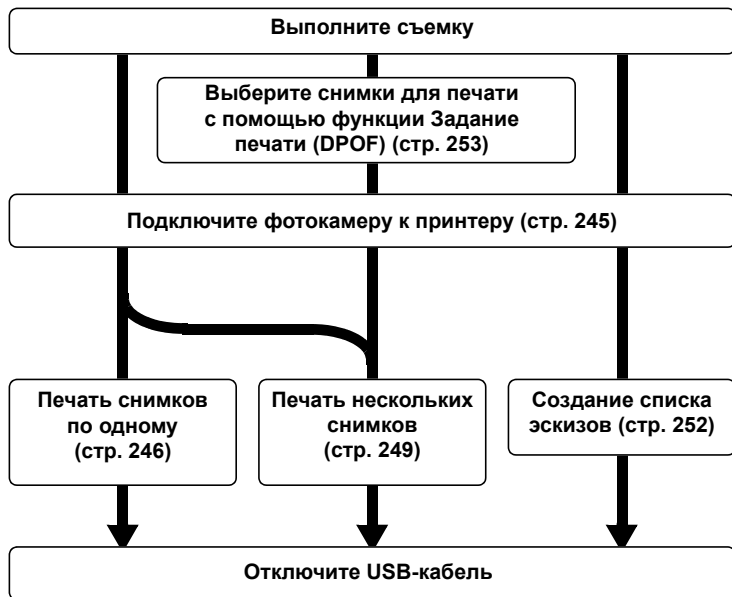 Выполните съемку
Выберите снимки для печати
с помощью функции Задание
печати (DPOF) (стр. 253)
Подключите фотокамеру к принтеру (стр. 245)
Печать снимков
по одному
(стр. 246)
Печать нескольких
снимков
(стр. 249)
Создание списка
эскизов (стр. 252)
Отключите USB-кабель